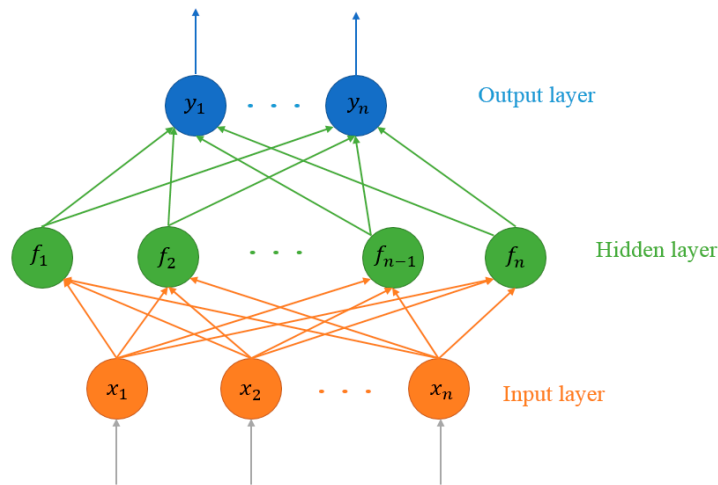 y₁ . . . yₙ Output layer
f₁ f₂ . . . fₙ₋₁ fₙ Hidden layer
x₁ x₂ . . . xₙ Input layer